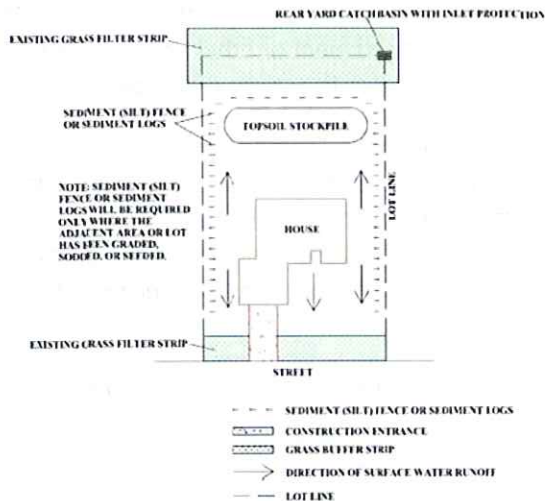 REAR YARD CATCH BASIN WITH INLET PROTECTION
EXISTING GRASS FILTER STRIP
SEDIMENT (SILT) FENCE
OR SEDIMENT LOGS
TOPSOIL STOCKPILE
NOTE: SEDIMENT (SILT)
FENCE OR SEDIMENT
LOGS WILL BE REQUIRED
ONLY WHERE THE
ADJACENT AREA OR LOT
HAS BEEN GRADED,
SODDED, OR SEEDED.
LOT LINE
HOUSE
EXISTING GRASS FILTER STRIP
STREET
SEDIMENT (SILT) FENCE OR SEDIMENT LOGS
CONSTRUCTION ENTRANCE
GRASS BUFFER STRIP
DIRECTION OF SURFACE WATER RUNOFF
LOT LINE